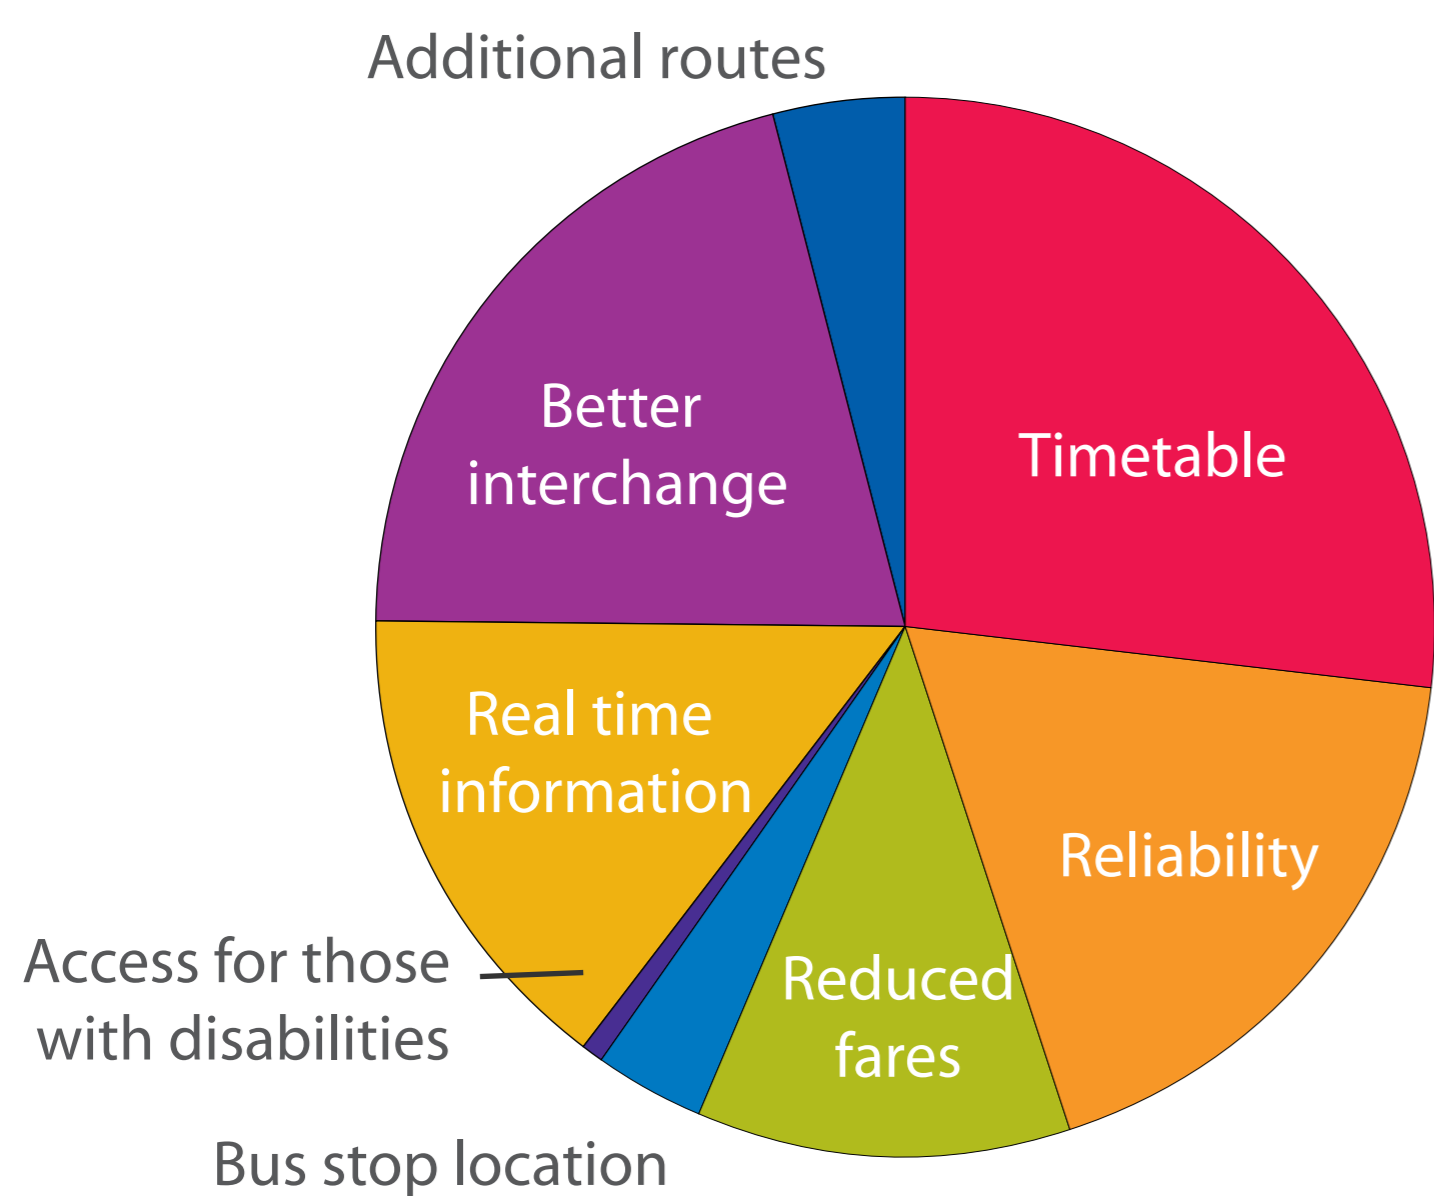 Additional routes
Better
interchange
Timetable
Real time
information
Reliability
Access for those
with disabilities
Reduced
fares
Bus stop location